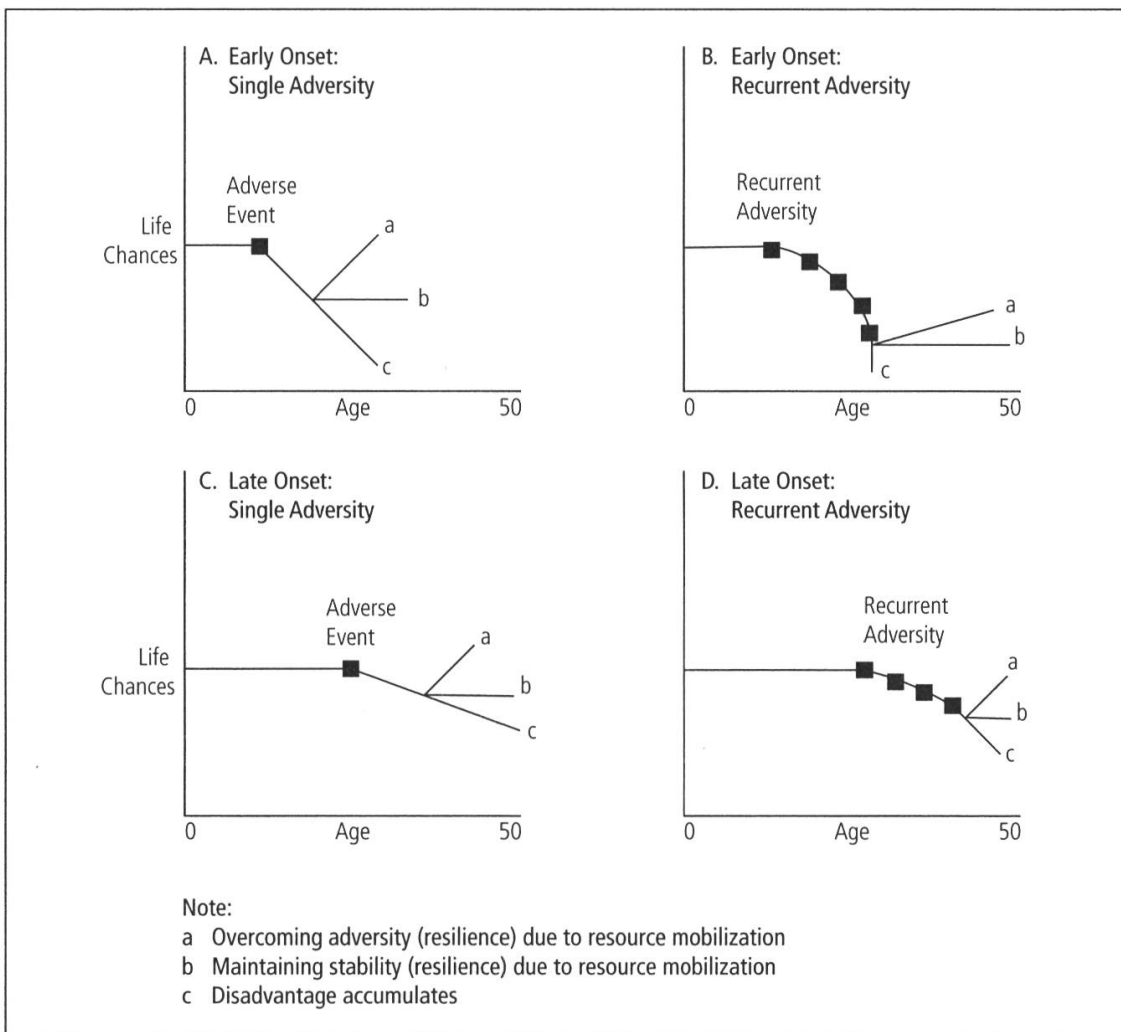 A. Early Onset:
Single Adversity
Adverse
Event
Life
Chances
a
b
c
0 Age 50
B. Early Onset:
Recurrent Adversity
Recurrent
Adversity
a
b
c
0 Age 50
C. Late Onset:
Single Adversity
Adverse
Event
Life
Chances
a
b
c
0 Age 50
D. Late Onset:
Recurrent Adversity
Recurrent
Adversity
a
b
c
0 Age 50
Note:
a Overcoming adversity (resilience) due to resource mobilization
b Maintaining stability (resilience) due to resource mobilization
c Disadvantage accumulates